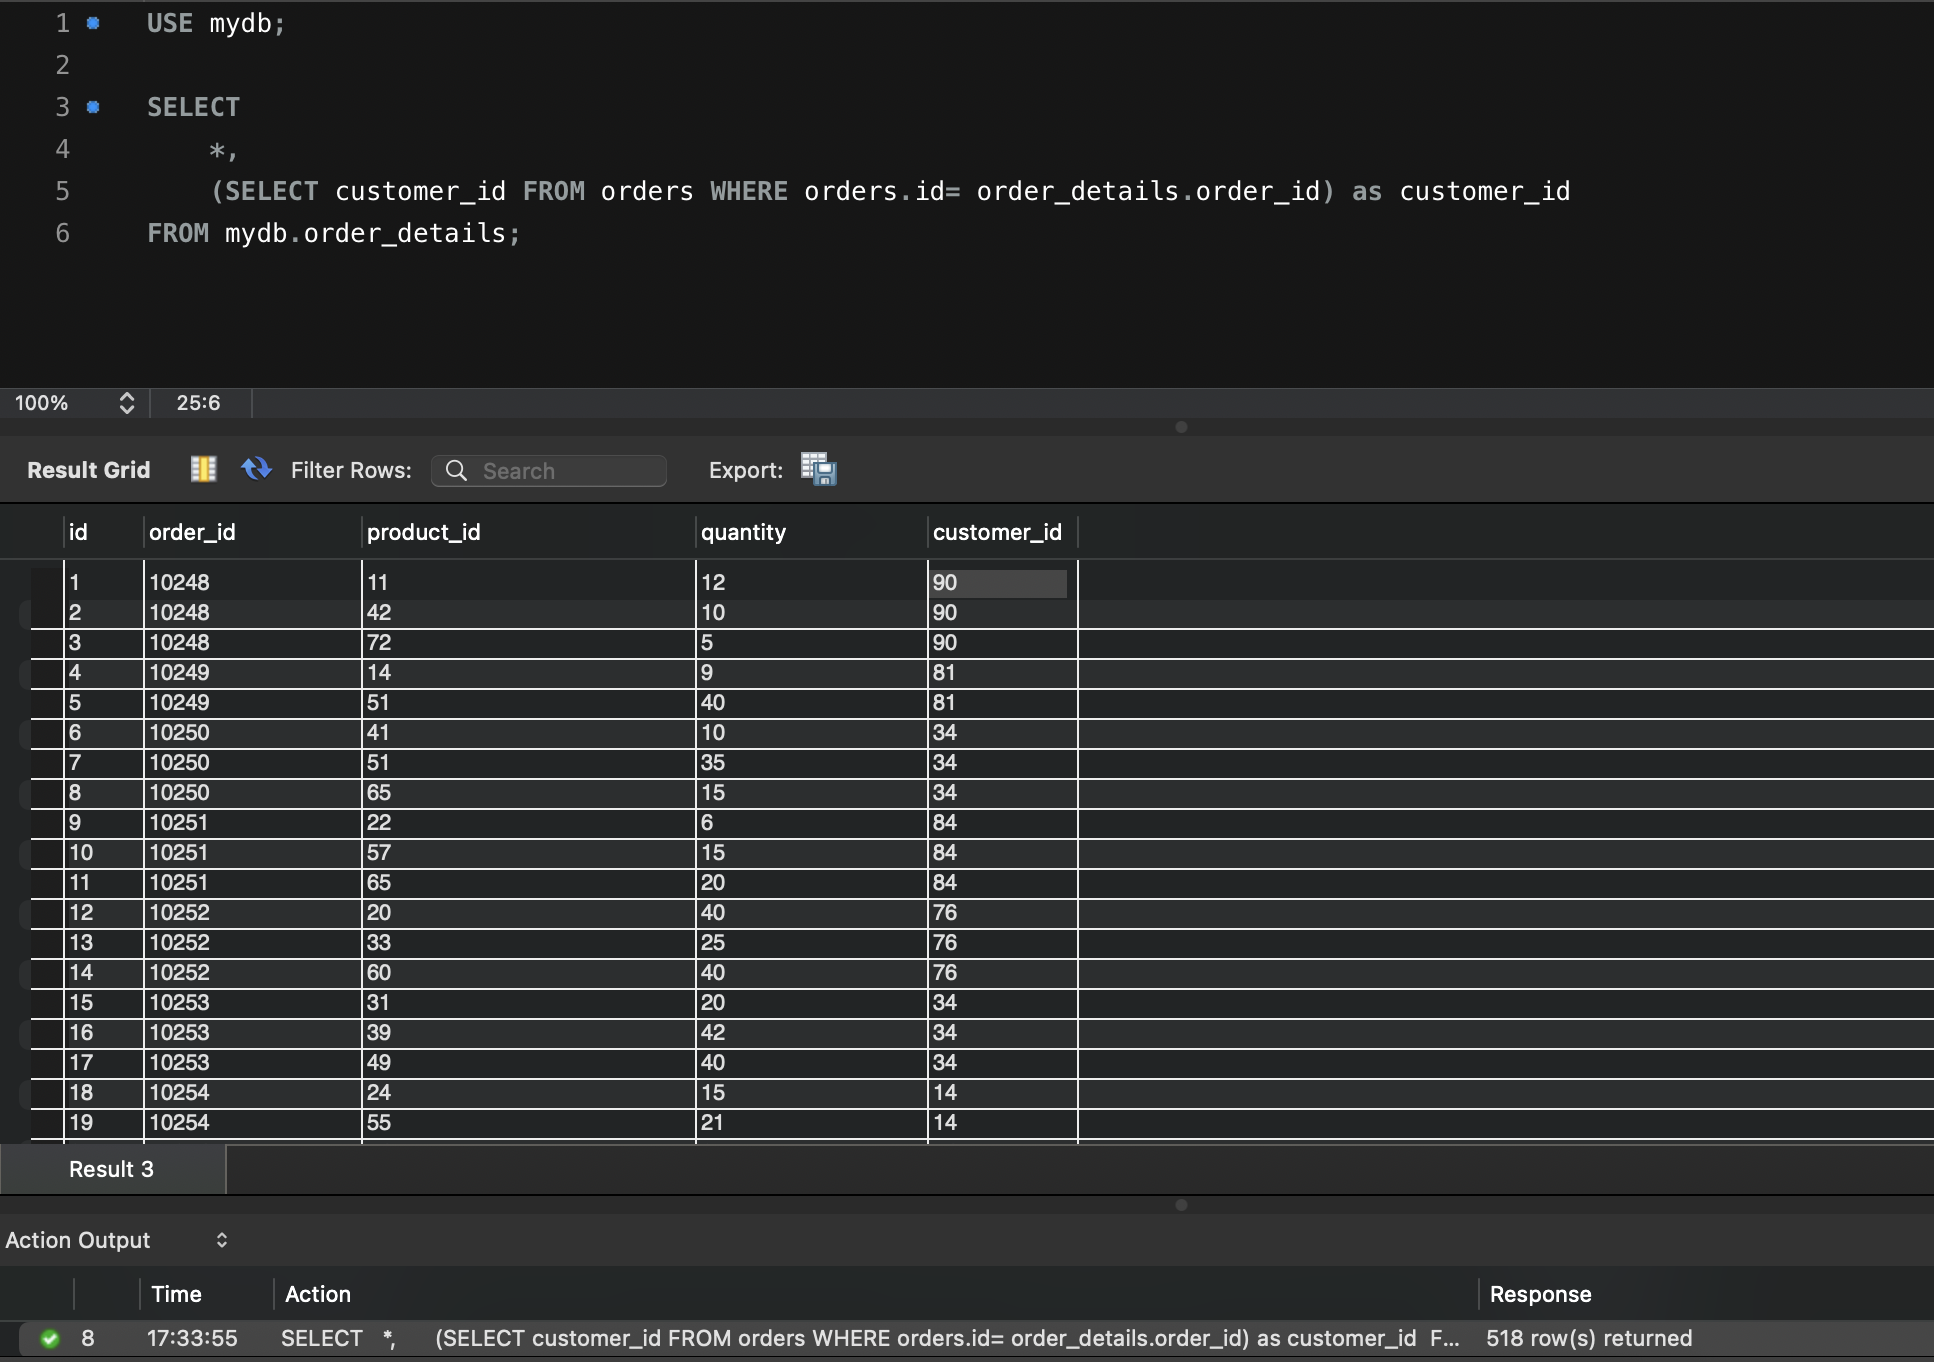 1 USE mydb;
2
3 SELECT
4 *,
5 (SELECT customer_id FROM orders WHERE orders.id= order_details.order_id) as customer_id
6 FROM mydb.order_details;
100% 25:6
Result Grid Filter Rows: Search Export:
id order_id product_id quantity customer_id
1 10248 11 12 90
2 10248 42 10 90
3 10248 72 5 90
4 10249 14 9 81
5 10249 51 40 81
6 10250 41 10 34
7 10250 51 35 34
8 10250 65 15 34
9 10251 22 6 84
10 10251 57 15 84
11 10251 65 20 84
12 10252 20 40 76
13 10252 33 25 76
14 10252 60 40 76
15 10253 31 20 34
16 10253 39 42 34
17 10253 49 40 34
18 10254 24 15 14
19 10254 55 21 14
Result 3
Action Output
Time Action Response
8 17:33:55 SELECT *, (SELECT customer_id FROM orders WHERE orders.id= order_details.order_id) as customer_id F... 518 row(s) returned